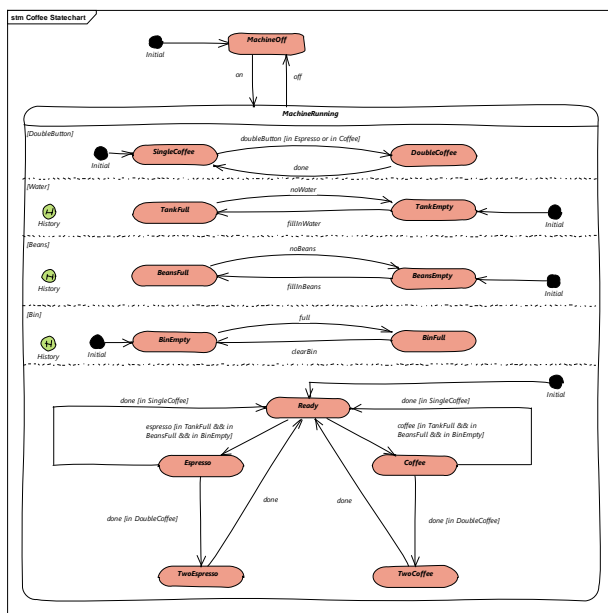 stm Coffee Statechart
MachineOff
Initial
on
off
MachineRunning
[DoubleButton]
doubleButton [in Espresso or in Coffee]
SingleCoffee
DoubleCoffee
Initial
done
[Water]
noWater
TankFull
TankEmpty
History
fillInWater
Initial
[Beans]
noBeans
BeansFull
BeansEmpty
History
fillInBeans
Initial
[Bin]
full
BinEmpty
BinFull
History
Initial
clearBin
Initial
done [in SingleCoffee]
done [in SingleCoffee]
Ready
espresso [in TankFull && in
BeansFull && in BinEmpty]
coffee [in TankFull && in
BeansFull && in BinEmpty]
Espresso
Coffee
done
done
done [in DoubleCoffee]
done [in DoubleCoffee]
TwoEspresso
TwoCoffee